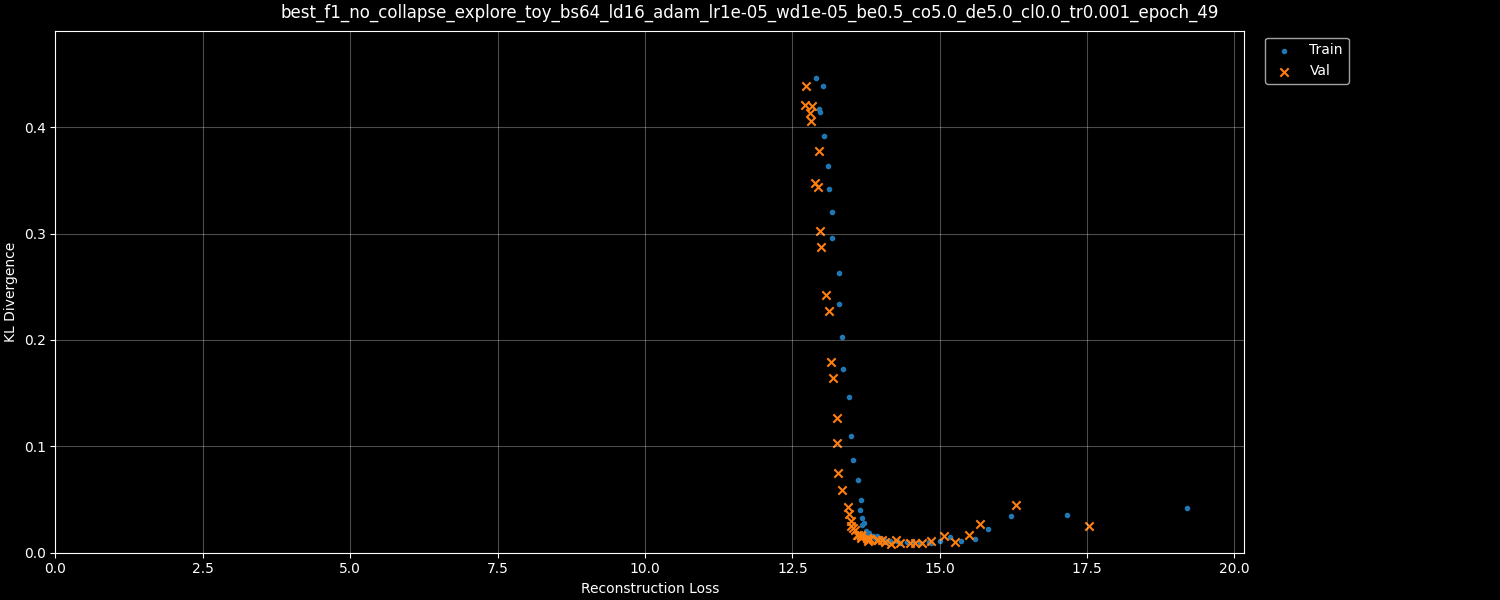 best_f1_no_collapse_explore_toy_bs64_ld16_adam_lr1e-05_wd1e-05_be0.5_co5.0_de5.0_cl0.0_tr0.001_epoch_49
Train
Val
KL Divergence
0.4
0.3
0.2
0.1
0.0
0.0 2.5 5.0 7.5 10.0 12.5 15.0 17.5 20.0
Reconstruction Loss